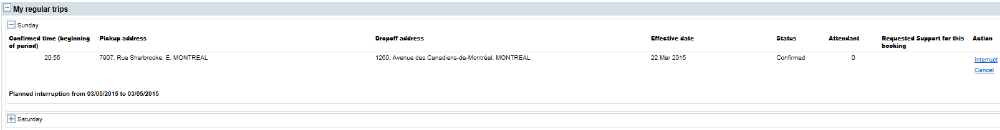 My regular trips
Sunday
Confirmed time (beginning of period) Pickup address Dropoff address Effective date Status Attendant Requested Support for this booking Action
20:55 7907, Rue Sherbrooke, E, MONTREAL 1260, Avenue des Canadiens-de-Montréal, MONTREAL 22 Mar 2015 Confirmed 0 Interrupt
Cancel
Planned interruption from 03/05/2015 to 03/05/2015
Saturday